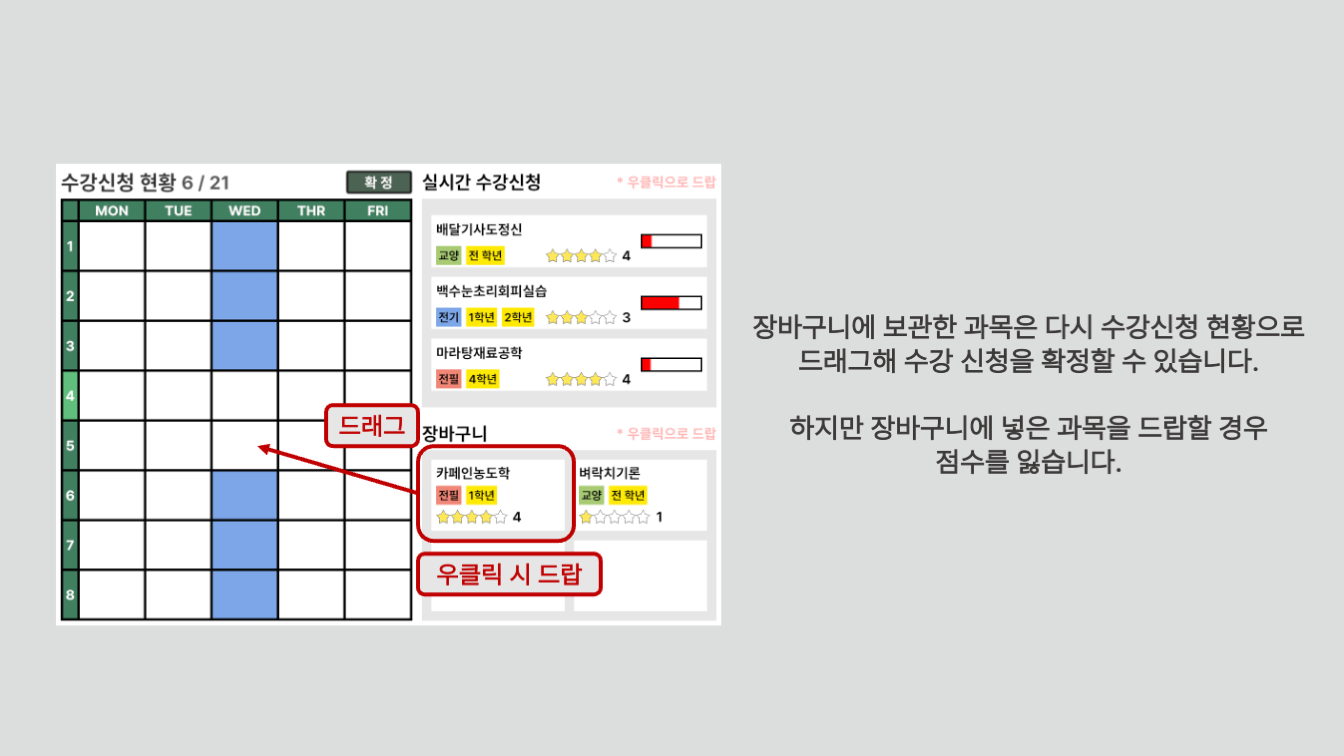 수강신청 현황 6 / 21
확 정
MON TUE WED THR FRI
1
2
3
4
5
6
7
8
실시간 수강신청
* 우클릭으로 드랍
배달기사도정신
교양 전 학년 4
백수눈초리회피실습
전기 1학년 2학년 3
마라탕재료공학
전필 4학년 4
드래그
장바구니
* 우클릭으로 드랍
카페인농도학
전필 1학년
4
벼락치기론
교양 전 학년
1
우클릭 시 드랍
장바구니에 보관한 과목은 다시 수강신청 현황으로
드래그해 수강 신청을 확정할 수 있습니다.
하지만 장바구니에 넣은 과목을 드랍할 경우
점수를 잃습니다.